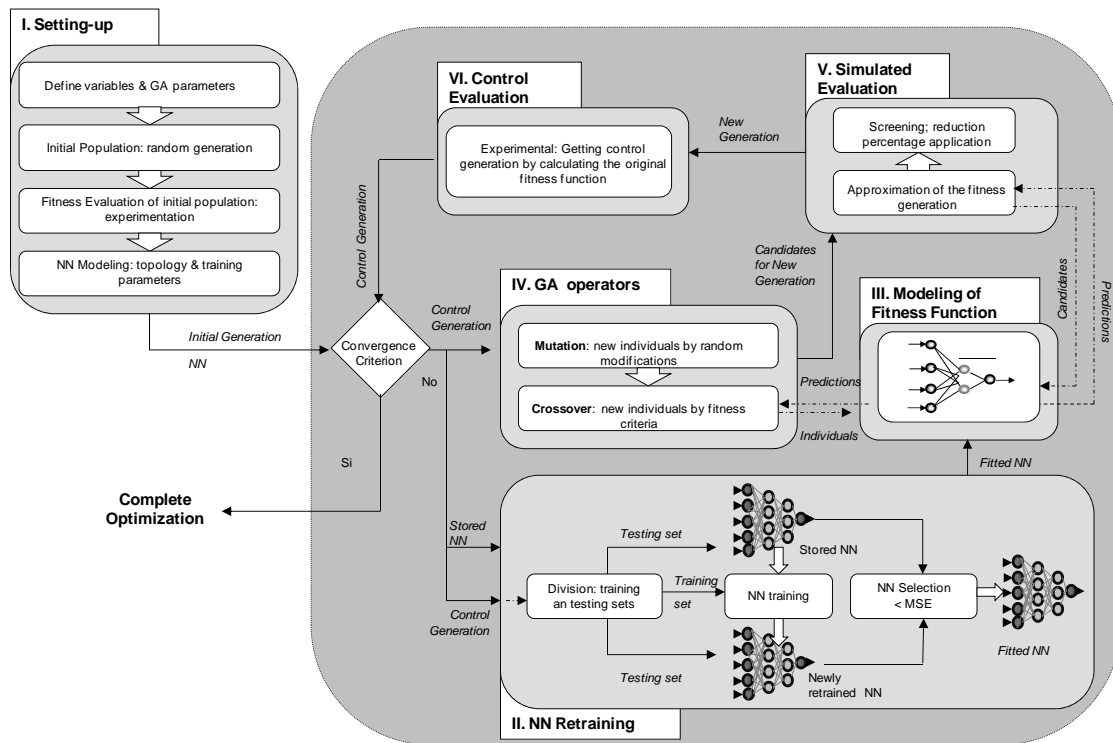 I. Setting-up
Define variables & GA parameters
Initial Population: random generation
Fitness Evaluation of initial population:
experimentation
NN Modeling: topology & training
parameters
Initial Generation
NN
VI. Control
Evaluation
Experimental: Getting control
generation by calculating the original
fitness function
New
Generation
V. Simulated
Evaluation
Screening; reduction
percentage application
Approximation of the fitness
generation
Control Generation
Convergence
Criterion
Control
Generation
No
Si
Complete
Optimization
IV. GA operators
Mutation: new individuals by random
modifications
Crossover: new individuals by fitness
criteria
Candidates
for New
Generation
Predictions
Individuals
III. Modeling of
Fitness Function
Candidates
Predictions
Fitted NN
Stored
NN
Control
Generation
Division: training
an testing sets
Testing set
Training
set
Testing set
Stored NN
NN training
Newly
retrained NN
NN Selection
< MSE
Fitted NN
II. NN Retraining